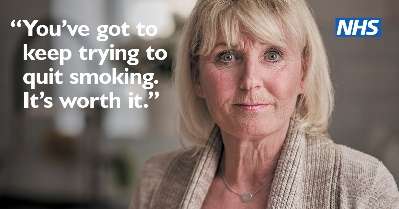 “You’ve got to
keep trying to
quit smoking.
It’s worth it.”
NHS